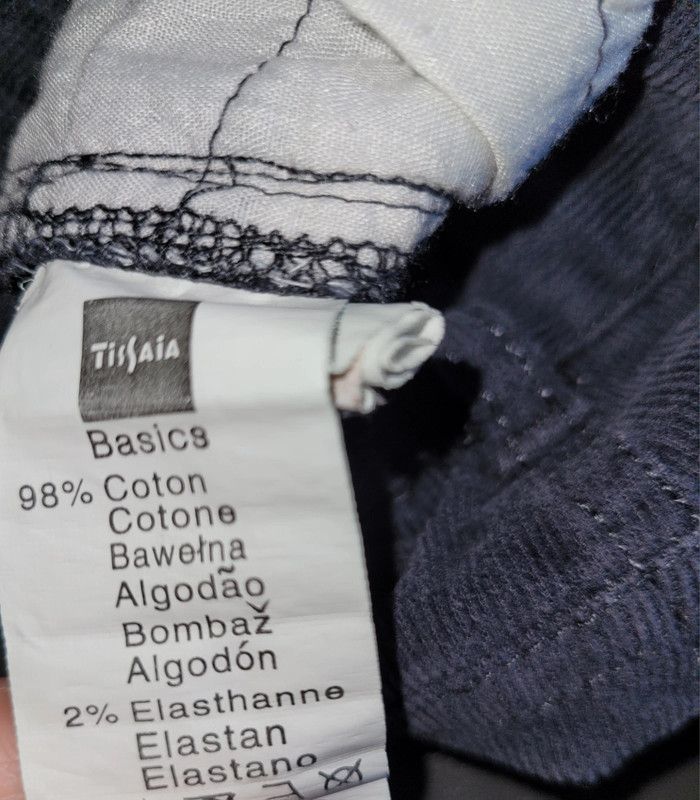 TISSAIA
Basics
98% Coton
Cotone
Bawełna
Algodão
Bombaž
Algodón
2% Elasthanne
Elastan
Elastano